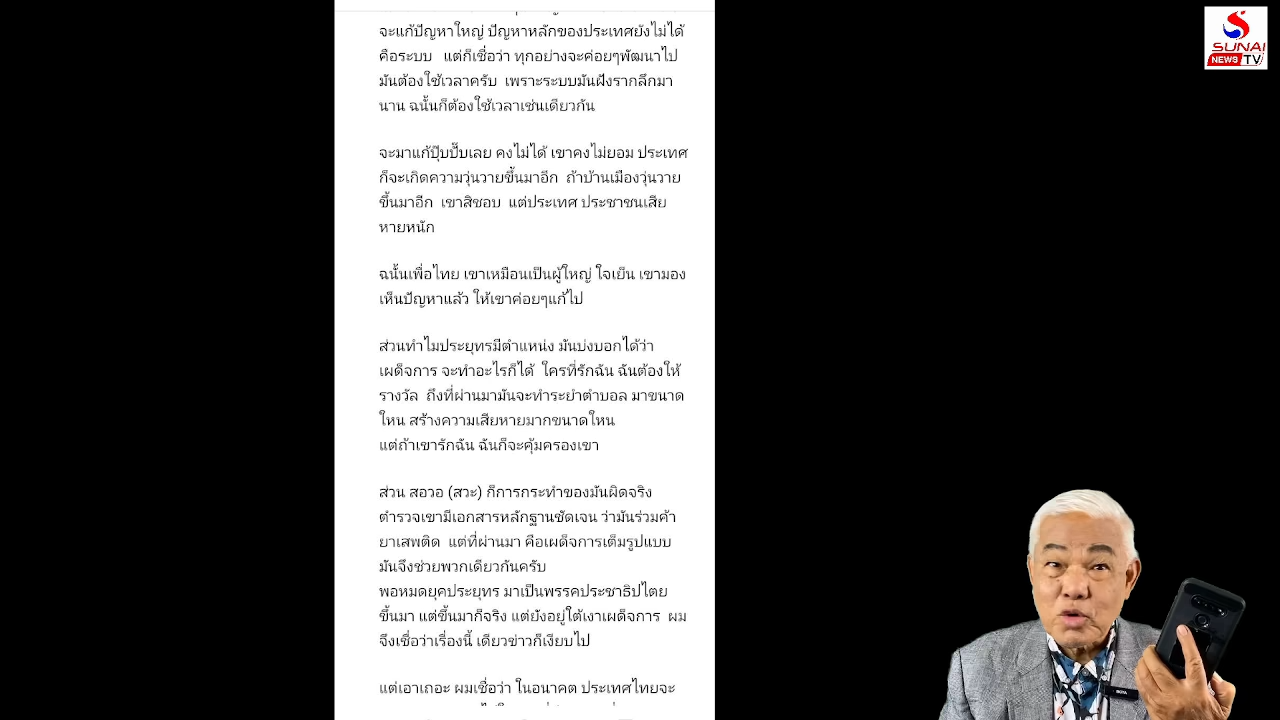 จะแก้ปัญหาใหญ่ ปัญหาหลักของประเทศยังไม่ได้
คือระบบ แต่ก็เชื่อว่า ทุกอย่างจะค่อยๆพัฒนาไป
มันต้องใช้เวลาครับ เพราะระบบมันฝังรากลึกมา
นาน ฉนั้นก็ต้องใช้เวลาเช่นเดียวกัน
จะมาแก้ปุ๊บปั๊บเลย คงไม่ได้ เขาคงไม่ยอม ประเทศ
ก็จะเกิดความวุ่นวายขึ้นมาอีก ถ้าบ้านเมืองวุ่นวาย
ขึ้นมาอีก เขาสิชอบ แต่ประเทศ ประชาชนเสีย
หายหนัก
ฉนั้นเพื่อไทย เขาเหมือนเป็นผู้ใหญ่ ใจเย็น เขามอง
เห็นปัญหาแล้ว ให้เขาค่อยๆแก้ไป
ส่วนทำไมประยุทธมีตำแหน่ง มันบ่งบอกได้ว่า
เผด็จการ จะทำอะไรก็ได้ ใครที่รักฉัน ฉันต้องให้
รางวัล ถึงที่ผ่านมามันจะทำระยำตำบอล มาขนาด
ใหน สร้างความเสียหายมากขนาดใหน
แต่ถ้าเขารักฉัน ฉันก็จะคุ้มครองเขา
ส่วน สอวอ (สวะ) ก็การกระทำของมันผิดจริง
ตำรวจเขามีเอกสารหลักฐานชัดเจน ว่ามันร่วมค้า
ยาเสพติด แต่ที่ผ่านมา คือเผด็จการเต็มรูปแบบ
มันจึงช่วยพวกเดียวกันครับ
พอหมดยุคประยุทร มาเป็นพรรคประชาธิปไตย
ขึ้นมา แต่ขึ้นมาก็จริง แต่ยังอยู่ใต้เงาเผด็จการ ผม
จึงเชื่อว่าเรื่องนี้ เดียวข่าวก็เงียบไป
แต่เอาเถอะ ผมเชื่อว่า ในอนาคต ประเทศไทยจะ
SUNAI
NEWS TV